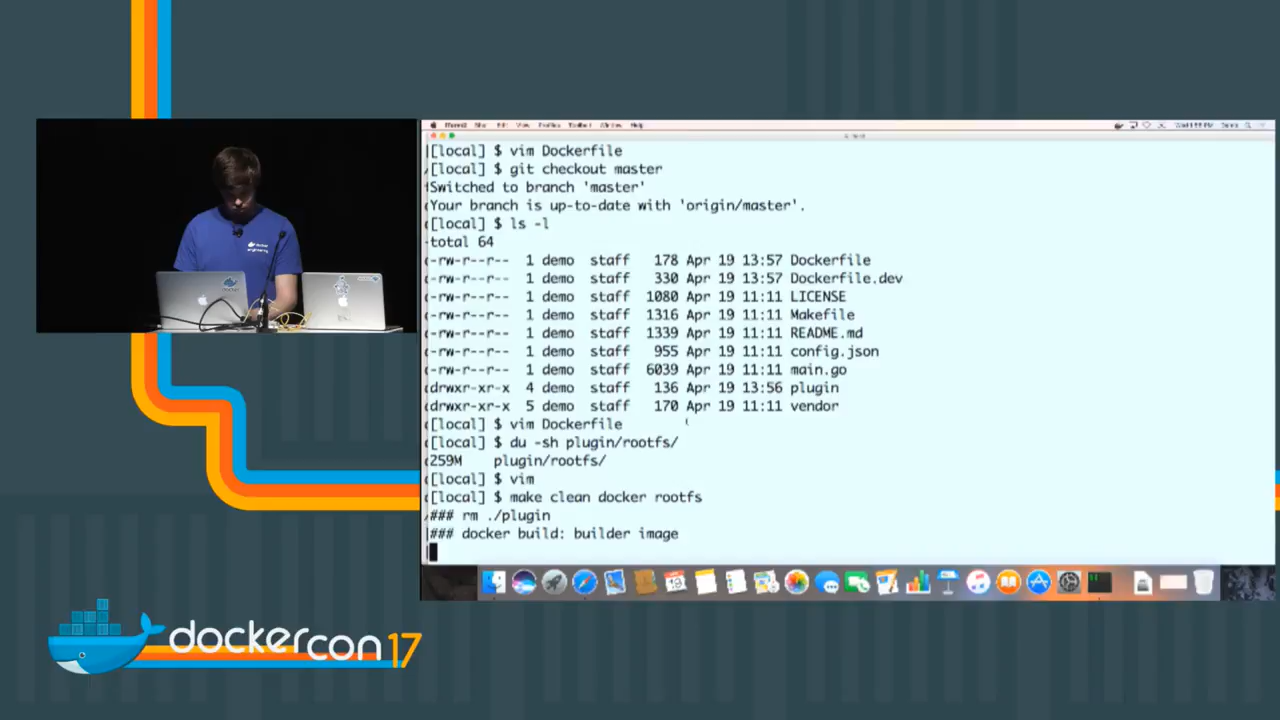 [local] $ vim Dockerfile
[local] $ git checkout master
Switched to branch 'master'
Your branch is up-to-date with 'origin/master'.
[local] $ ls -l
total 64
-rw-r--r-- 1 demo staff 178 Apr 19 13:57 Dockerfile
-rw-r--r-- 1 demo staff 330 Apr 19 13:57 Dockerfile.dev
-rw-r--r-- 1 demo staff 1080 Apr 19 11:11 LICENSE
-rw-r--r-- 1 demo staff 1316 Apr 19 11:11 Makefile
-rw-r--r-- 1 demo staff 1339 Apr 19 11:11 README.md
-rw-r--r-- 1 demo staff 955 Apr 19 11:11 config.json
-rw-r--r-- 1 demo staff 6039 Apr 19 11:11 main.go
drwxr-xr-x 4 demo staff 136 Apr 19 13:56 plugin
drwxr-xr-x 5 demo staff 170 Apr 19 11:11 vendor
[local] $ vim Dockerfile
[local] $ du -sh plugin/rootfs/
259M plugin/rootfs/
[local] $ vim
[local] $ make clean docker rootfs
### rm ./plugin
### docker build: builder image
dockercon 17